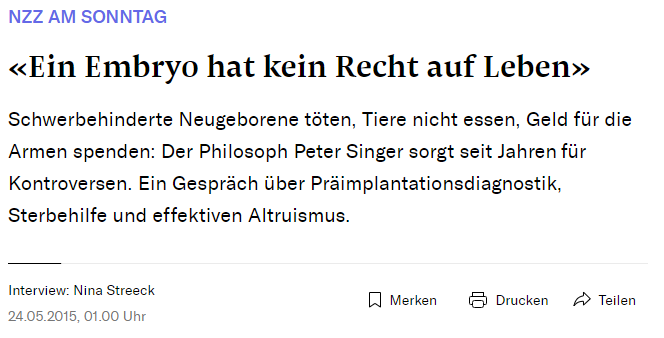 NZZ AM SONNTAG
«Ein Embryo hat kein Recht auf Leben»
Schwerbehinderte Neugeborene töten, Tiere nicht essen, Geld für die
Armen spenden: Der Philosoph Peter Singer sorgt seit Jahren für
Kontroversen. Ein Gespräch über Präimplantationsdiagnostik,
Sterbehilfe und effektiven Altruismus.
Interview: Nina Streeck
24.05.2015, 01.00 Uhr
Merken Drucken Teilen